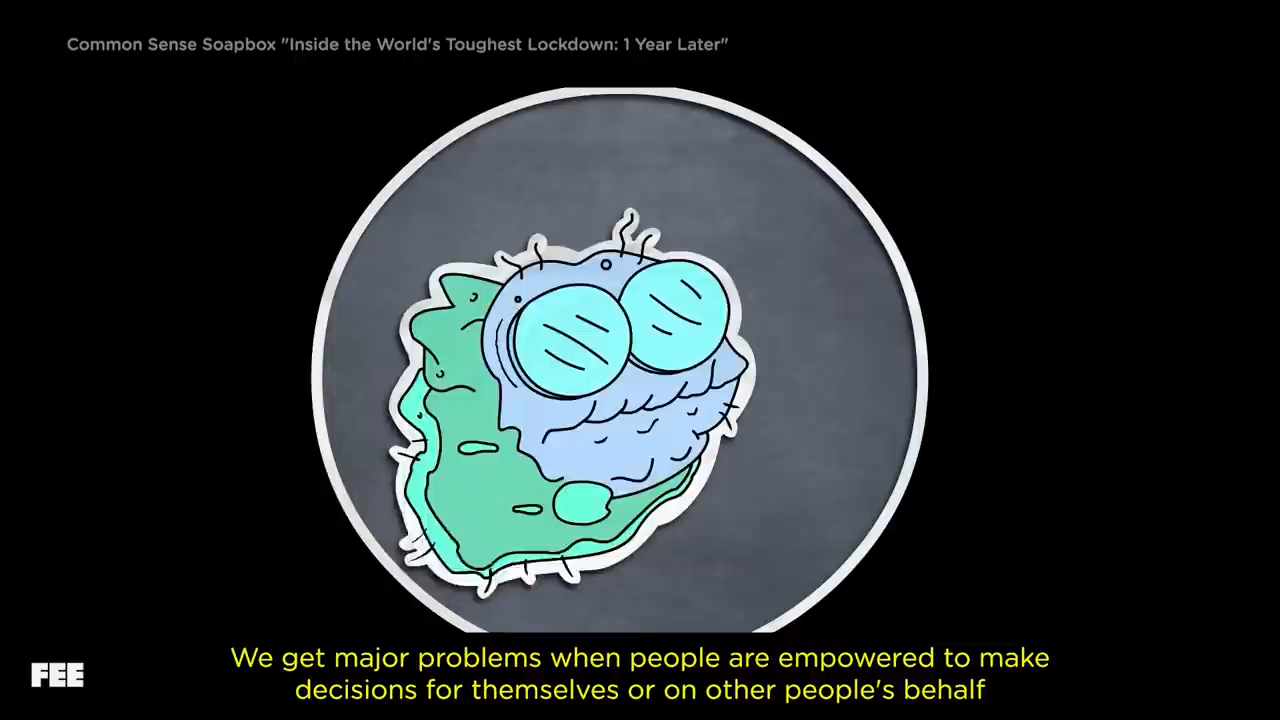 Common Sense Soapbox "Inside the World's Toughest Lockdown: 1 Year Later"
We get major problems when people are empowered to make
decisions for themselves or on other people's behalf
FEE